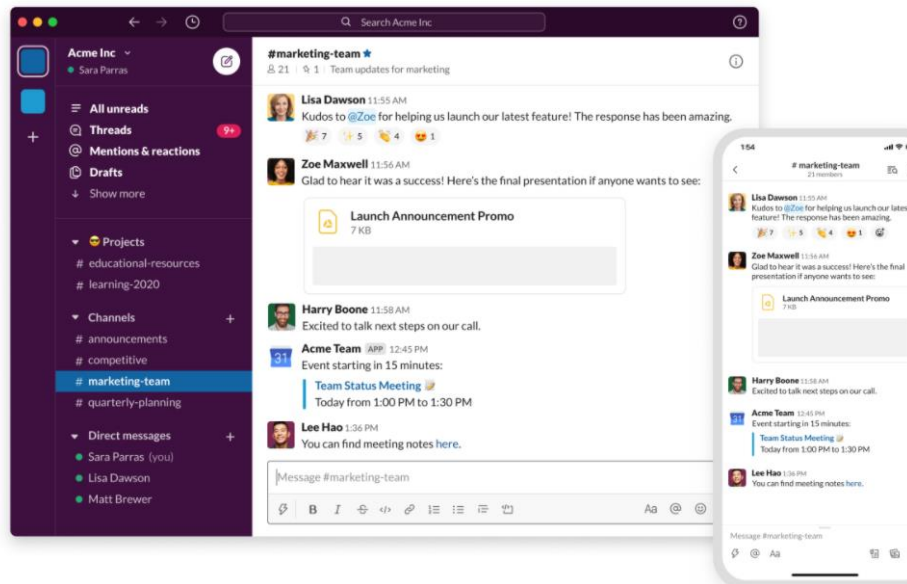 Search Acme Inc
Acme Inc
Sara Parras
All unreads
Threads
9+
Mentions & reactions
Drafts
Show more
Projects
# educational-resources
# learning-2020
Channels
# announcements
# competitive
# marketing-team
# quarterly-planning
Direct messages
Sara Parras (you)
Lisa Dawson
Matt Brewer
#marketing-team
21 | 1 | Team updates for marketing
Lisa Dawson 11:55 AM
Kudos to @Zoe for helping us launch our latest feature! The response has been amazing.
7 5 4 1
Zoe Maxwell 11:56 AM
Glad to hear it was a success! Here's the final presentation if anyone wants to see:
Launch Announcement Promo
7 KB
Harry Boone 11:58 AM
Excited to talk next steps on our call.
31
Acme Team APP 12:45 PM
Event starting in 15 minutes:
Team Status Meeting
Today from 1:00 PM to 1:30 PM
Lee Hao 1:36 PM
You can find meeting notes here.
Message #marketing-team
B I Aa @
1:54
# marketing-team
21 members
Lisa Dawson 11:55 AM
Kudos to @Zoe for helping us launch our lates
feature! The response has been amazing.
7 5 4 1
Zoe Maxwell 11:56 AM
Glad to hear it was a success! Here's the final
presentation if anyone wants to see:
Launch Announcement Promo
7 KB
Harry Boone 11:58 AM
Excited to talk next steps on our call.
31
Acme Team 12:45 PM
Event starting in 15 minutes:
Team Status Meeting
Today from 1:00 PM to 1:30 PM
Lee Hao 1:36 PM
You can find meeting notes here.
Message #marketing-team
@ Aa